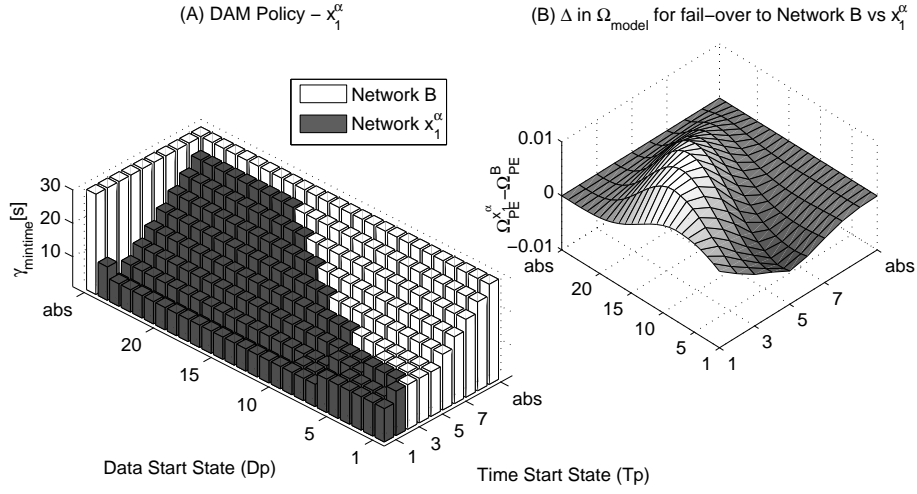 (A) DAM Policy − x₁^α
(B) Δ in Ω_model for fail−over to Network B vs x₁^α
Network B
Network x₁^α
γ_mintime[s]
30
20
10
abs
20
15
10
5
1
Data Start State (Dp)
1
3
5
7
abs
Time Start State (Tp)
Ω_PE^x₁^α−Ω_PE^B
0.01
0
−0.01
abs
20
15
10
5
1
1
3
5
7
abs